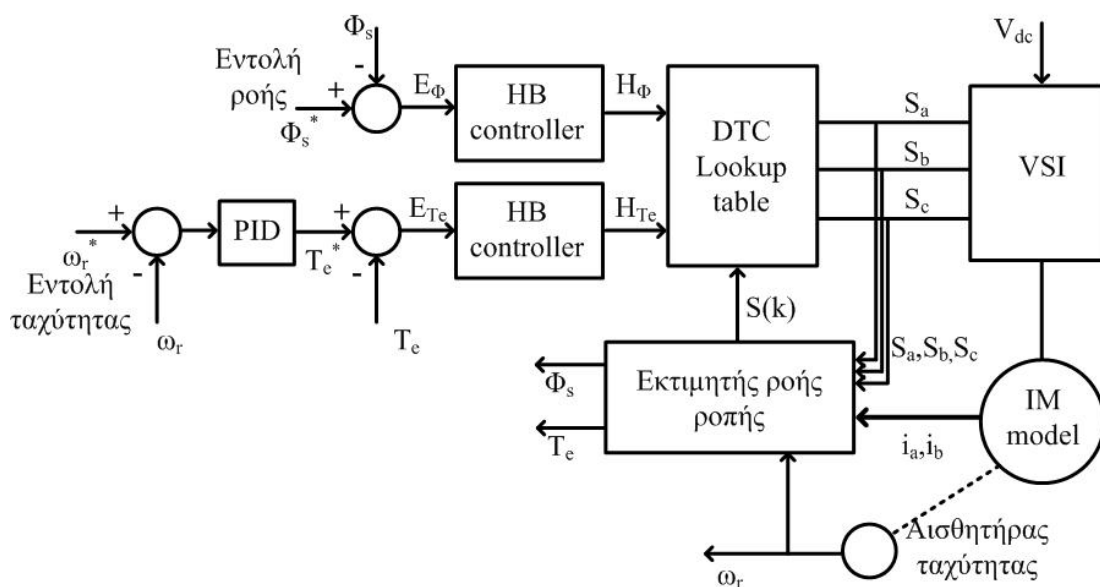 Φs
Vdc
Εντολή
ροής
-
+
Φs*
EΦ
HB
controller
HΦ
DTC
Lookup
table
Sa
Sb
Sc
VSI
+
ωr*
-
Εντολή
ταχύτητας
ωr
PID
+
Te*
-
Te
ETe
HB
controller
HTe
S(k)
Sa,Sb,Sc
Φs
Te
Εκτιμητής ροής
ροπής
ia,ib
IM
model
Αισθητήρας
ταχύτητας
ωr